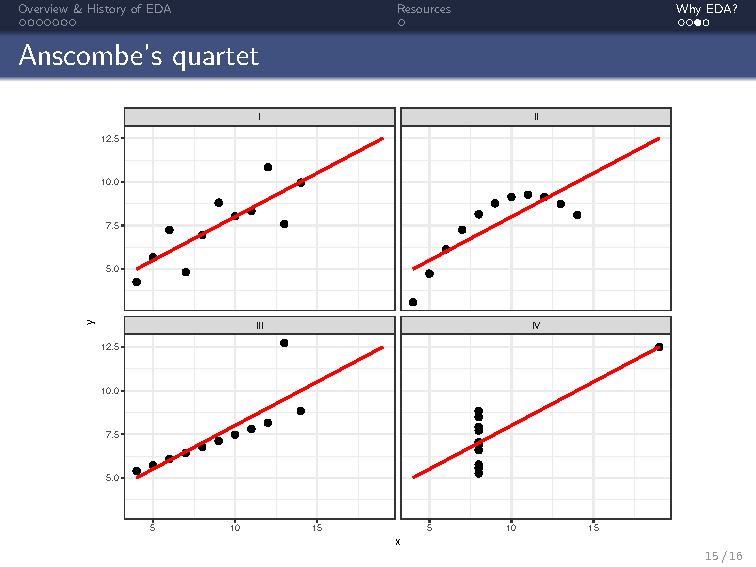 Overview & History of EDA
Resources
Why EDA?
Anscombe's quartet
I
II
12.5
10.0
7.5
5.0
y
III
IV
12.5
10.0
7.5
5.0
5
10
15
5
10
15
x
15 / 16